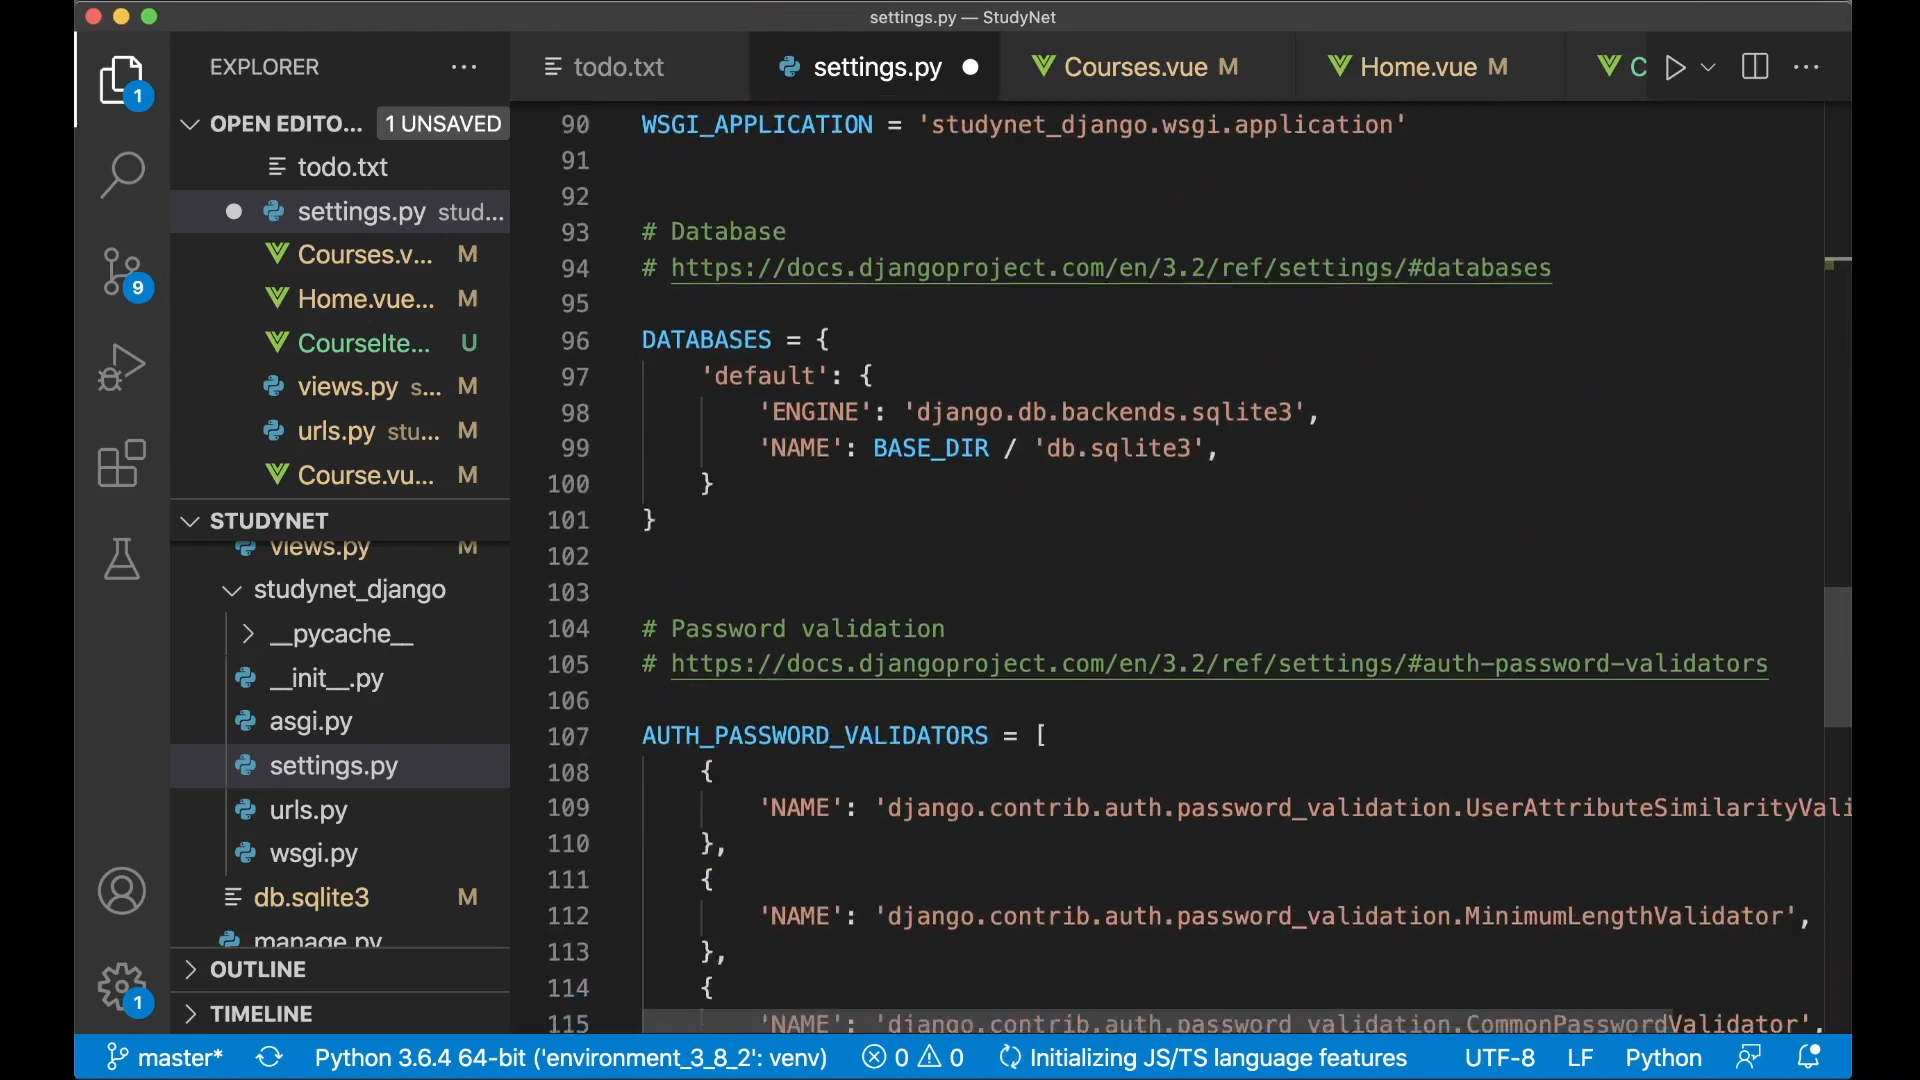 settings.py — StudyNet
EXPLORER
todo.txt
settings.py
Courses.vue M
Home.vue M
C
1
OPEN EDITO... 1 UNSAVED
todo.txt
settings.py stud...
Courses.v... M
Home.vue... M
CourseIte... U
views.py s... M
urls.py stu... M
Course.vu... M
9
STUDYNET
views.py M
studynet_django
__pycache__
__init__.py
asgi.py
settings.py
urls.py
wsgi.py
db.sqlite3 M
manage.py
OUTLINE
1
TIMELINE
90 WSGI_APPLICATION = 'studynet_django.wsgi.application'
91
92
93 # Database
94 # https://docs.djangoproject.com/en/3.2/ref/settings/#databases
95
96 DATABASES = {
97 'default': {
98 'ENGINE': 'django.db.backends.sqlite3',
99 'NAME': BASE_DIR / 'db.sqlite3',
100 }
101 }
102
103
104 # Password validation
105 # https://docs.djangoproject.com/en/3.2/ref/settings/#auth-password-validators
106
107 AUTH_PASSWORD_VALIDATORS = [
108 {
109 'NAME': 'django.contrib.auth.password_validation.UserAttributeSimilarityVali
110 },
111 {
112 'NAME': 'django.contrib.auth.password_validation.MinimumLengthValidator',
113 },
114 {
115 'NAME': 'django.contrib.auth.password_validation.CommonPasswordValidator',
master* Python 3.6.4 64-bit ('environment_3_8_2': venv) 0 0 Initializing JS/TS language features UTF-8 LF Python